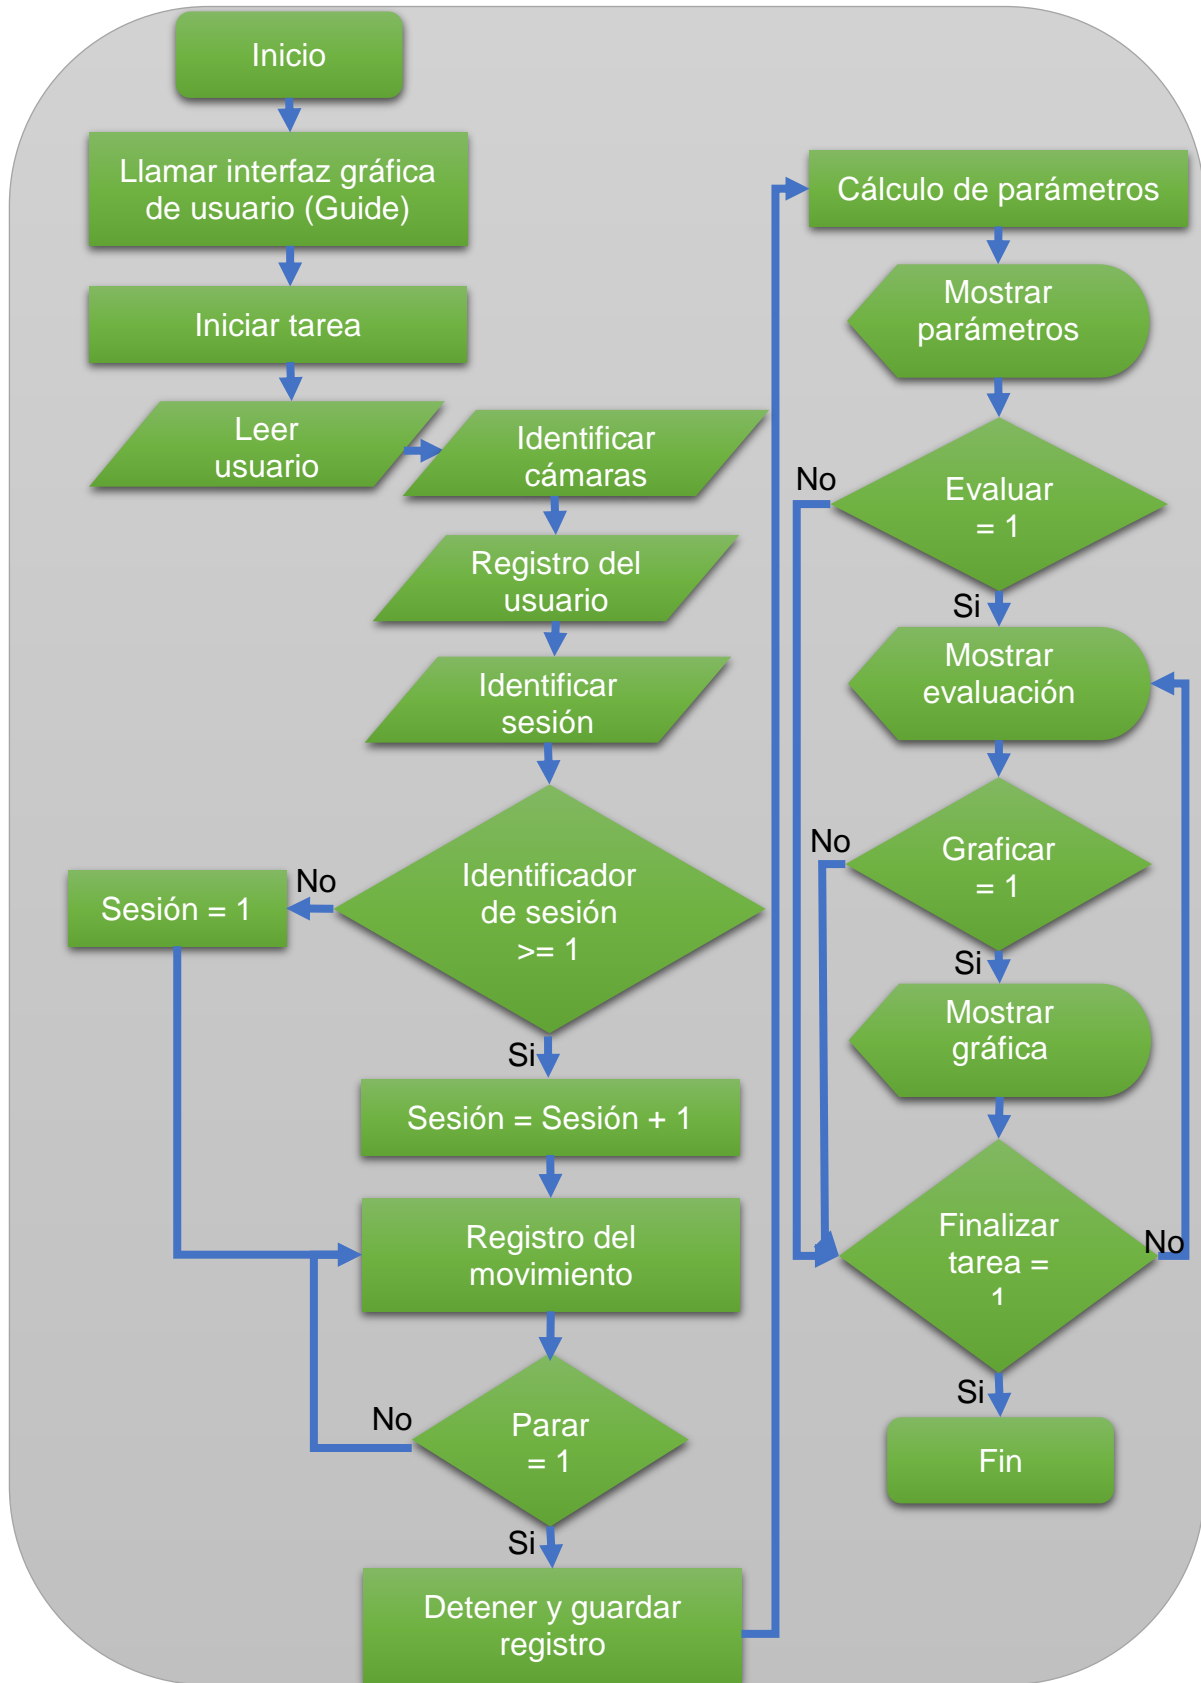 Inicio
Llamar interfaz gráfica
de usuario (Guide)
Iniciar tarea
Leer
usuario
Identificar
cámaras
Registro del
usuario
Identificar
sesión
Identificador
de sesión
>= 1
No
Sesión = 1
Si
Sesión = Sesión + 1
Registro del
movimiento
Parar
= 1
No
Si
Detener y guardar
registro
Cálculo de parámetros
Mostrar
parámetros
Evaluar
= 1
No
Si
Mostrar
evaluación
Graficar
= 1
No
Si
Mostrar
gráfica
Finalizar
tarea =
1
No
Si
Fin